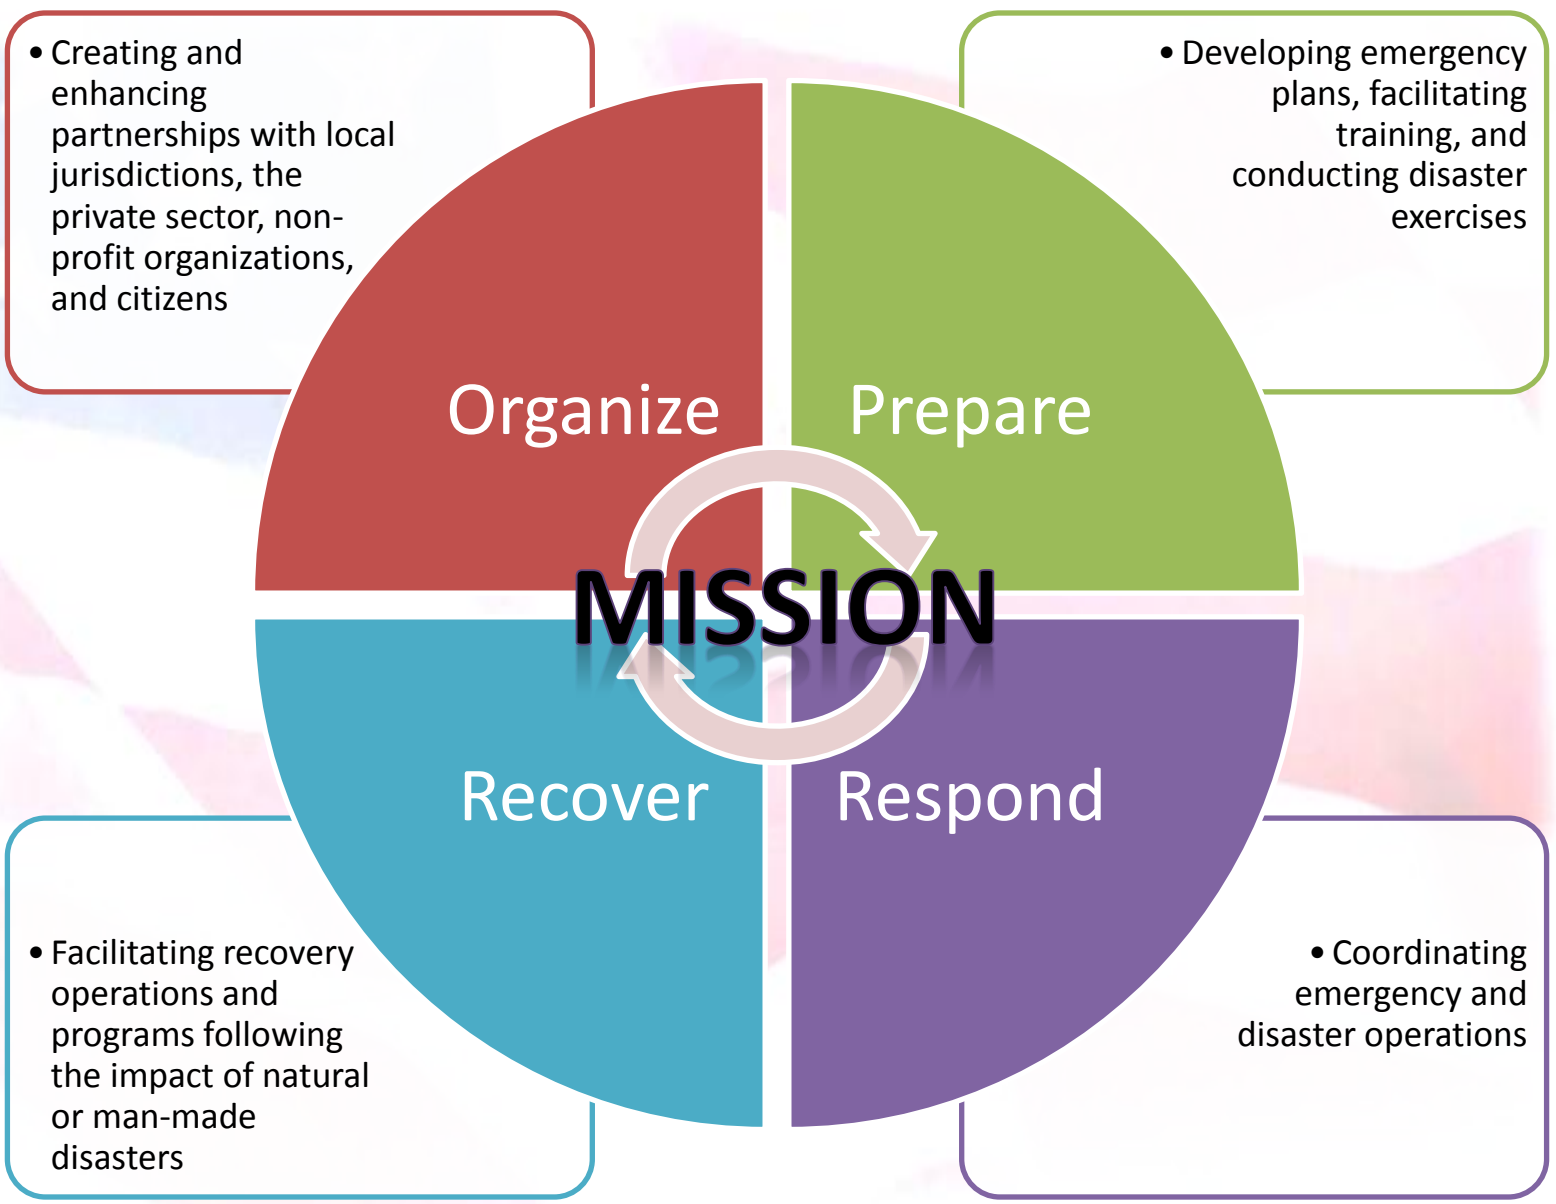 • Creating and
enhancing
partnerships with local
jurisdictions, the
private sector, non-
profit organizations,
and citizens
• Developing emergency
plans, facilitating
training, and
conducting disaster
exercises
Organize
Prepare
MISSION
Recover
Respond
• Facilitating recovery
operations and
programs following
the impact of natural
or man-made
disasters
• Coordinating
emergency and
disaster operations